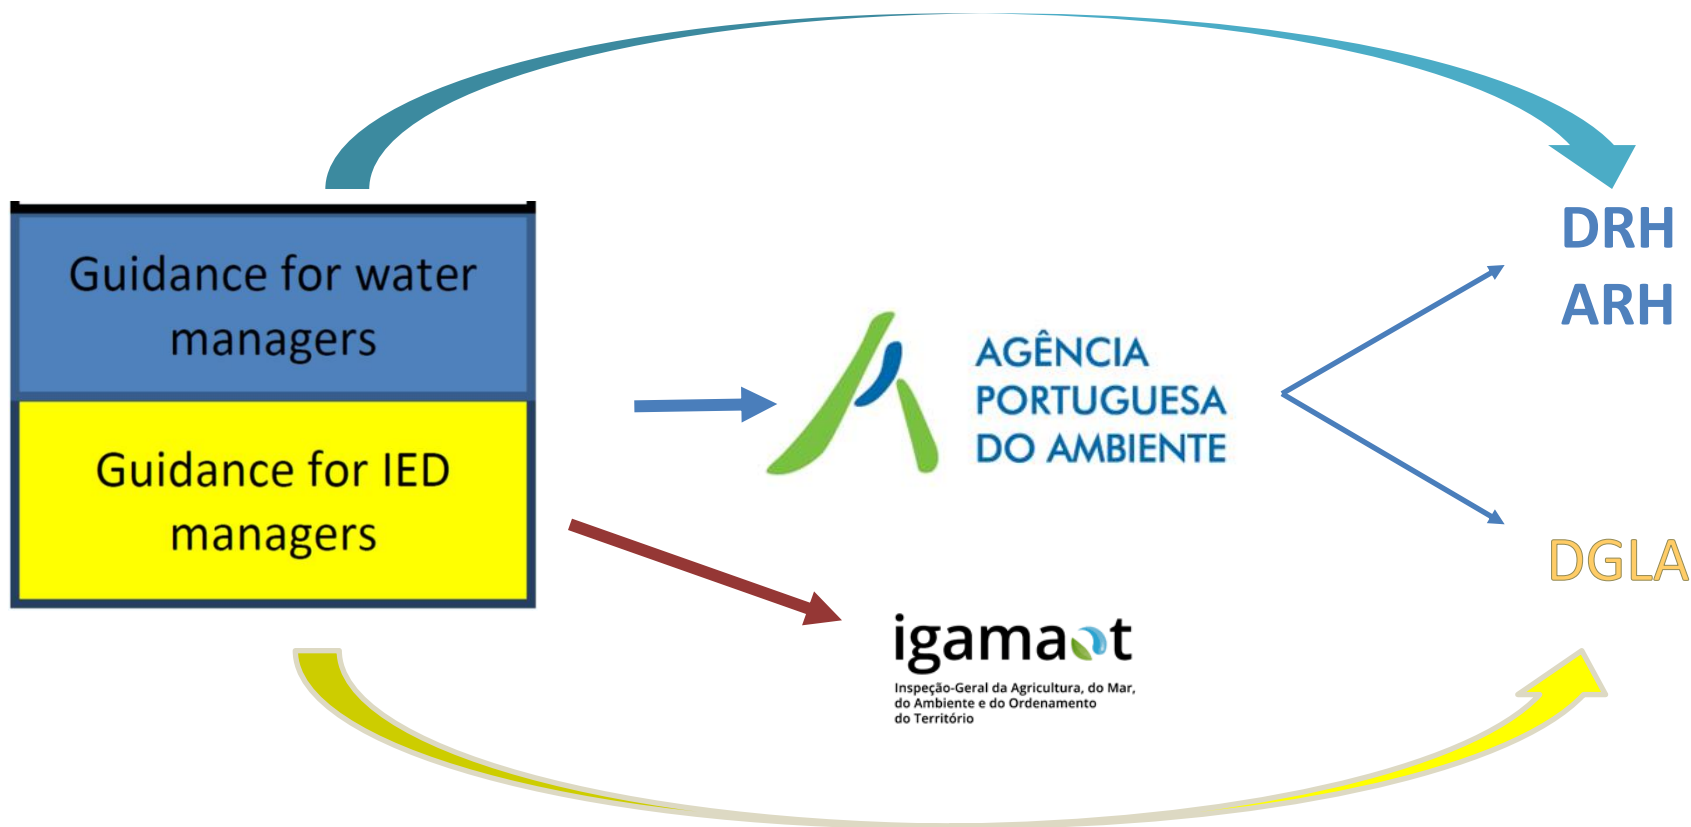 Guidance for water
managers
Guidance for IED
managers
AGÊNCIA
PORTUGUESA
DO AMBIENTE
igamaot
Inspeção-Geral da Agricultura, do Mar,
do Ambiente e do Ordenamento
do Território
DRH
ARH
DGLA